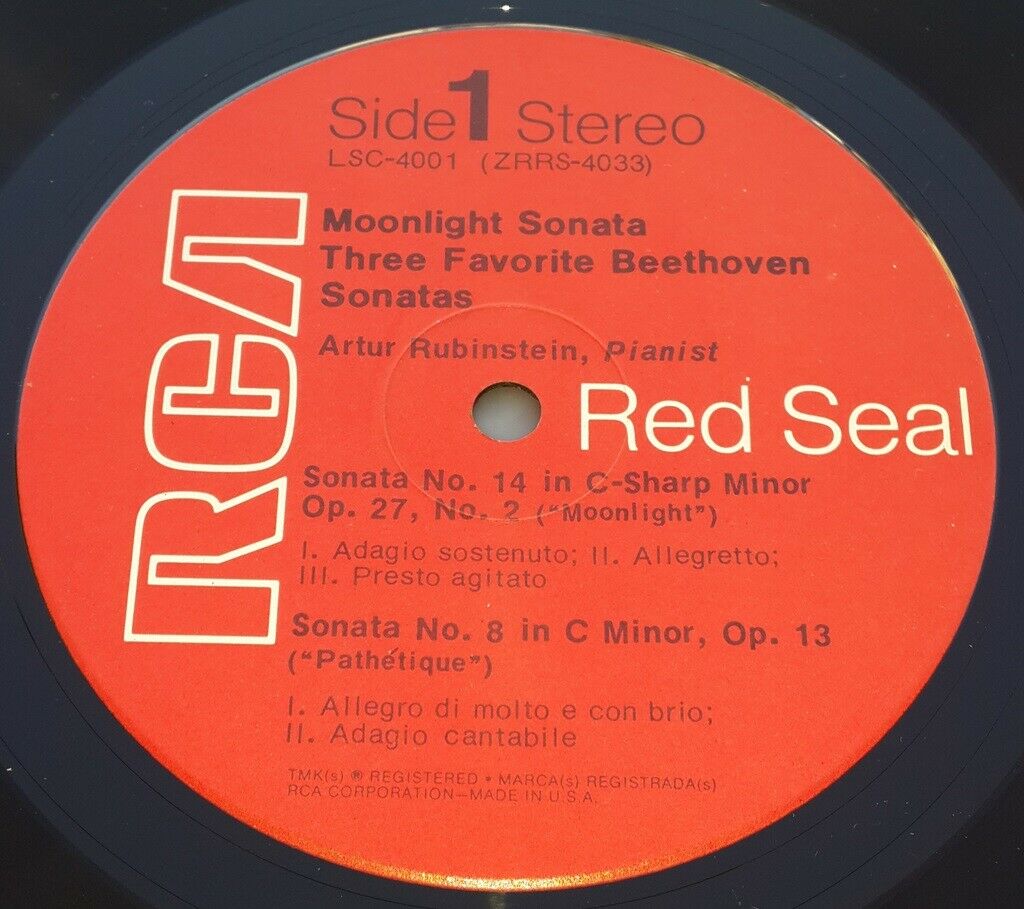 Side 1 Stereo
LSC-4001 (ZRRS-4033)
RCA
Moonlight Sonata
Three Favorite Beethoven
Sonatas
Artur Rubinstein, Pianist
Red Seal
Sonata No. 14 in C-Sharp Minor
Op. 27, No. 2 ("Moonlight")
I. Adagio sostenuto; II. Allegretto;
III. Presto agitato
Sonata No. 8 in C Minor, Op. 13
("Pathétique")
I. Allegro di molto e con brio;
II. Adagio cantabile
TMK(s) ® REGISTERED • MARCA(s) REGISTRADA(s)
RCA CORPORATION—MADE IN U.S.A.